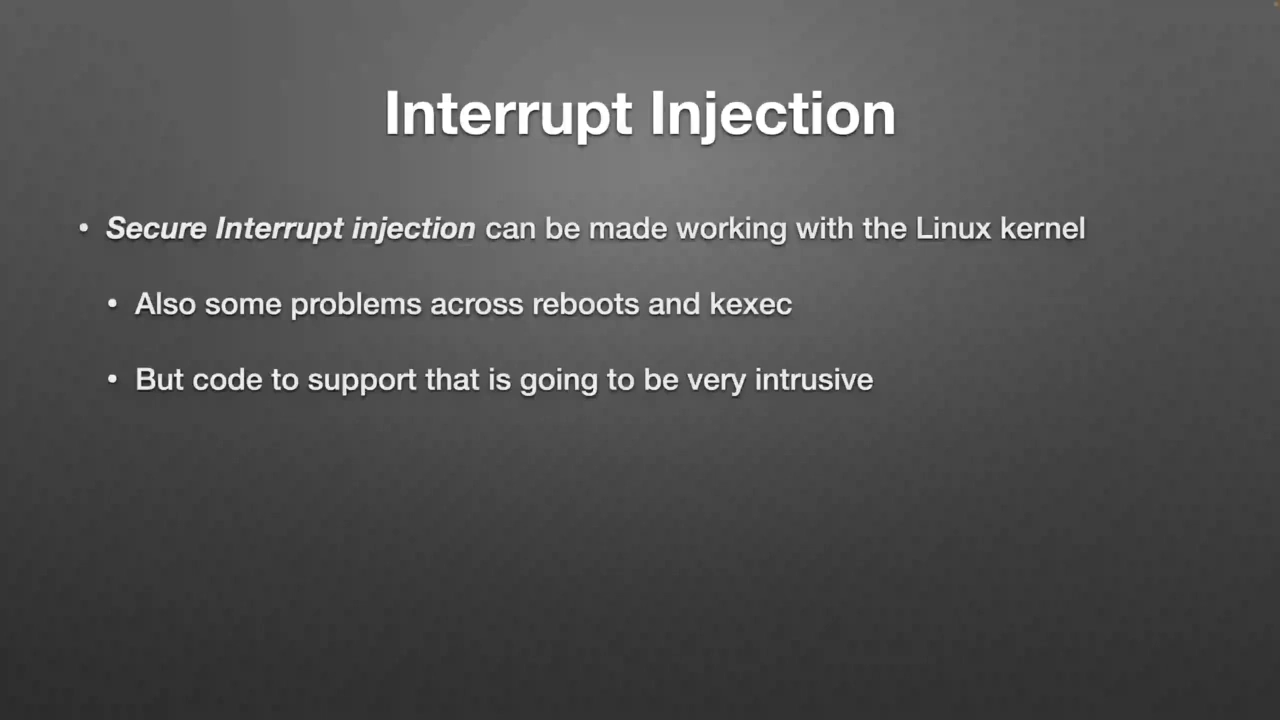 Interrupt Injection
• Secure Interrupt injection can be made working with the Linux kernel
• Also some problems across reboots and kexec
• But code to support that is going to be very intrusive